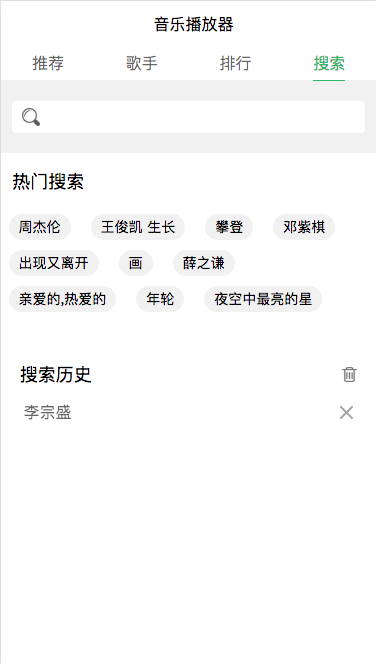 音乐播放器
推荐 歌手 排行 搜索
热门搜索
周杰伦 王俊凯 生长 攀登 邓紫棋
出现又离开 画 薛之谦
亲爱的,热爱的 年轮 夜空中最亮的星
搜索历史
李宗盛